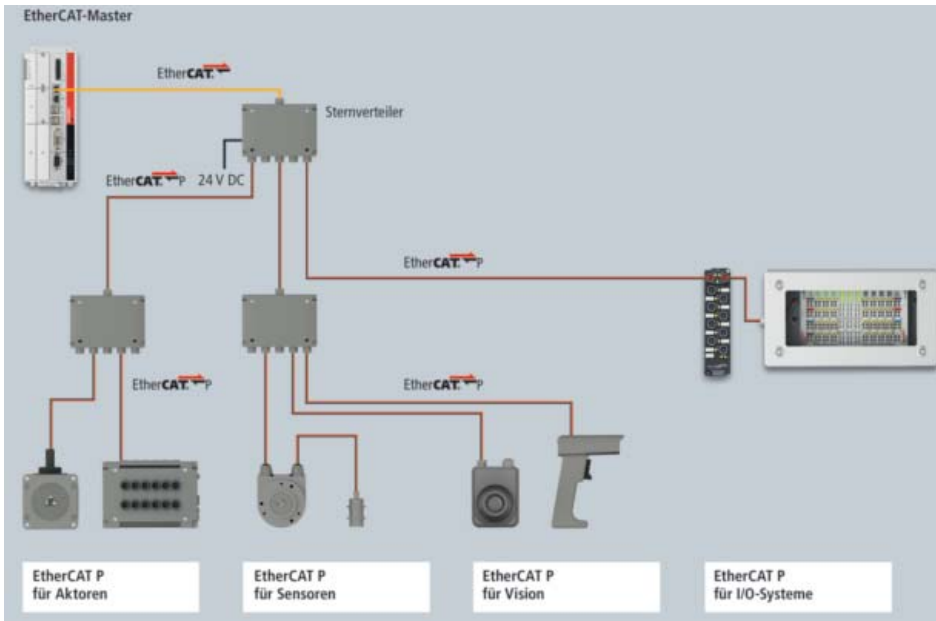 EtherCAT-Master
EtherCAT
Sternverteiler
EtherCAT P
24 V DC
EtherCAT P
EtherCAT P
EtherCAT P
EtherCAT P
für Aktoren
EtherCAT P
für Sensoren
EtherCAT P
für Vision
EtherCAT P
für I/O-Systeme